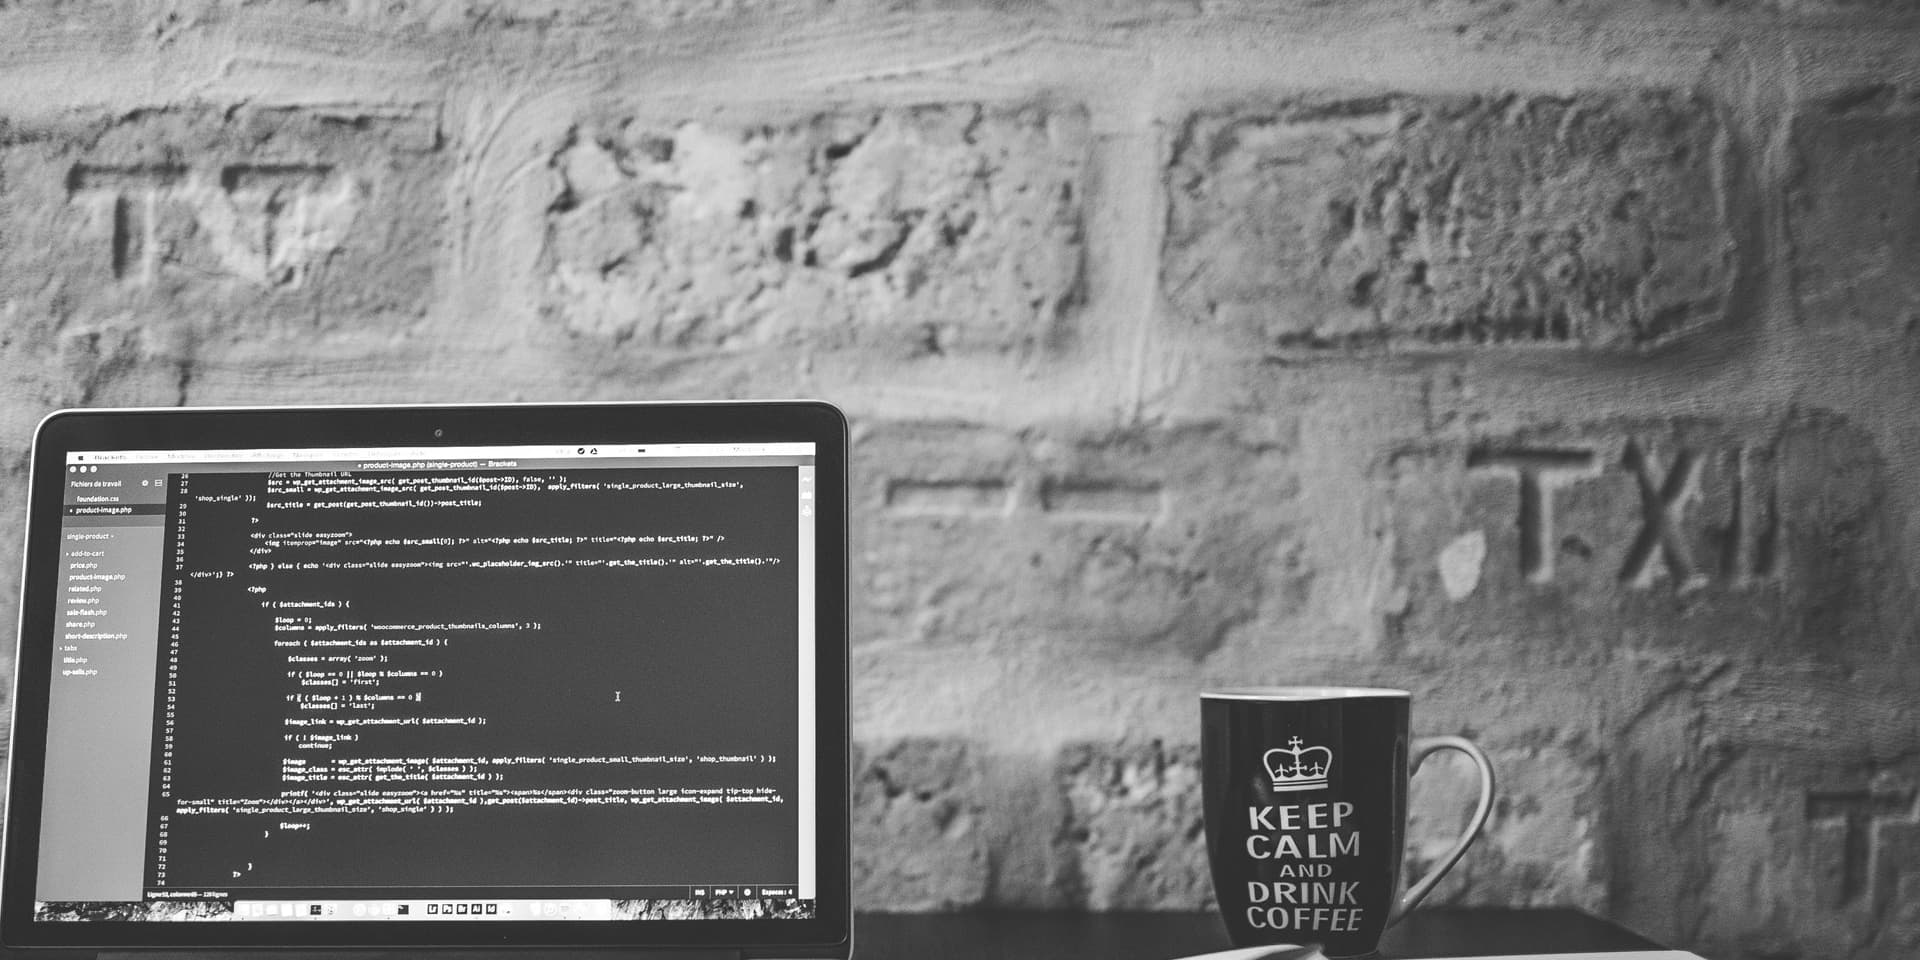 TXII
Brackets
product-image.php (single-product) — Brackets
Fichiers de travail
foundation.css
product-image.php
single-product
add-to-cart
price.php
product-image.php
related.php
review.php
sale-flash.php
share.php
short-description.php
tabs
title.php
up-sells.php
26 //Get the Thumbnail URL
27 $src = wp_get_attachment_image_src( get_post_thumbnail_id($post->ID), false, '' );
28 $src_small = wp_get_attachment_image_src( get_post_thumbnail_id($post->ID), apply_filters( 'single_product_large_thumbnail_size',
'shop_single' ));
29 $src_title = get_post(get_post_thumbnail_id())->post_title;
30
31 ?>
32
33 <div class="slide easyzoom">
34 <img itemprop="image" src="<?php echo $src_small[0]; ?>" alt="<?php echo $src_title; ?>" title="<?php echo $src_title; ?>" />
35 </div>
36
37 <?php } else { echo '<div class="slide easyzoom"><img src="'.wc_placeholder_img_src().'" title="'.get_the_title().'" alt="'.get_the_title().'"/>
</div>';} ?>
38
39 <?php
40
41 if ( $attachment_ids ) {
42
43 $loop = 0;
44 $columns = apply_filters( 'woocommerce_product_thumbnails_columns', 3 );
45
46 foreach ( $attachment_ids as $attachment_id ) {
47
48 $classes = array( 'zoom' );
49
50 if ( $loop == 0 || $loop % $columns == 0 )
51 $classes[] = 'first';
52
53 if ( ( $loop + 1 ) % $columns == 0 )
54 $classes[] = 'last';
55
56 $image_link = wp_get_attachment_url( $attachment_id );
57
58 if ( ! $image_link )
59 continue;
60
61 $image = wp_get_attachment_image( $attachment_id, apply_filters( 'single_product_small_thumbnail_size', 'shop_thumbnail' ) );
62 $image_class = esc_attr( implode( ' ', $classes ) );
63 $image_title = esc_attr( get_the_title( $attachment_id ) );
64
65 printf( '<div class="slide easyzoom"><a href="%s" title="%s"><span>%s</span><div class="zoom-button large icon-expand tip-top hide-
for-small" title="Zoom"></div></a></div>', wp_get_attachment_url( $attachment_id ),get_post($attachment_id)->post_title, wp_get_attachment_image( $attachment_id,
apply_filters( 'single_product_large_thumbnail_size', 'shop_single' ) ) );
66
67 $loop++;
68 }
69
70
71
72 }
73 ?>
74
INS PHP Espaces: 4
Lr Ps Br Ai Id
KEEP
CALM
AND
DRINK
COFFEE